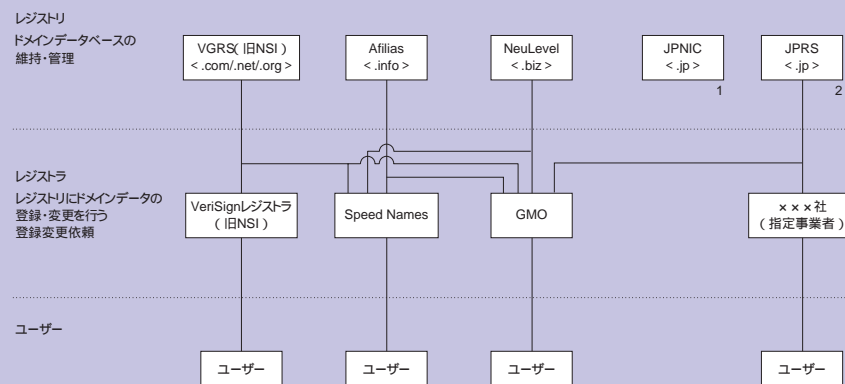 レジストリ
ドメインデータベースの
維持・管理
VGRS(旧NSI)
< .com/.net/.org >
Afilias
< .info >
NeuLevel
< .biz >
JPNIC
< .jp >
1
JPRS
< .jp >
2
レジストラ
レジストリにドメインデータの
登録・変更を行う
登録変更依頼
VeriSignレジストラ
(旧NSI)
Speed Names
GMO
×××社
(指定事業者)
ユーザー
ユーザー
ユーザー
ユーザー
ユーザー